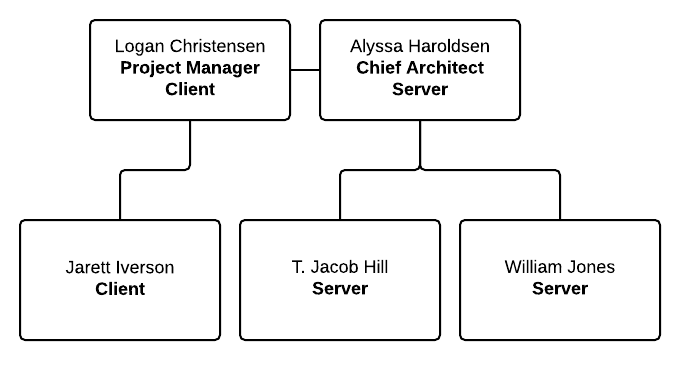 Logan Christensen
Project Manager
Client
Alyssa Haroldsen
Chief Architect
Server
Jarett Iverson
Client
T. Jacob Hill
Server
William Jones
Server